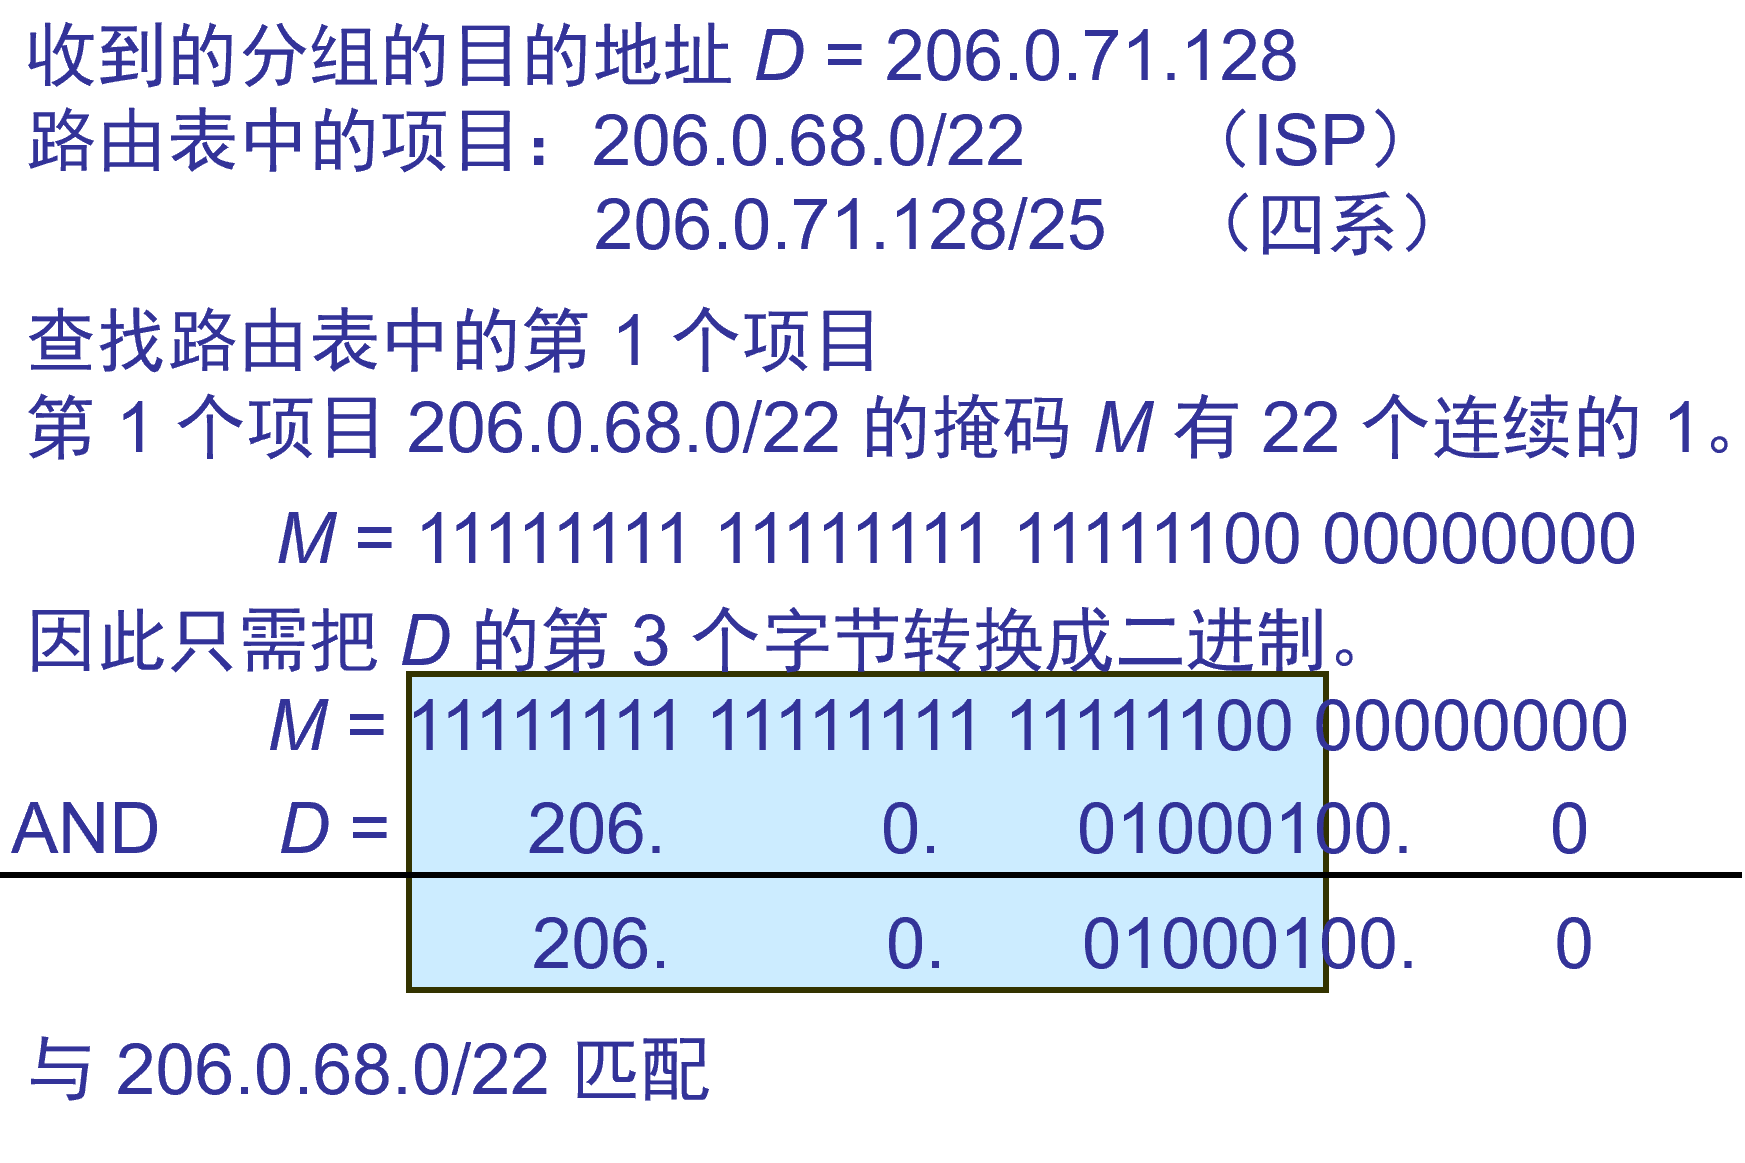 收到的分组的目的地址 D = 206.0.71.128
路由表中的项目：206.0.68.0/22 （ISP）
206.0.71.128/25 （四系）
查找路由表中的第 1 个项目
第 1 个项目 206.0.68.0/22 的掩码 M 有 22 个连续的 1。
M = 11111111 11111111 11111100 00000000
因此只需把 D 的第 3 个字节转换成二进制。
M = 11111111 11111111 11111100 00000000
AND D = 206. 0. 01000100. 0
206. 0. 01000100. 0
与 206.0.68.0/22 匹配